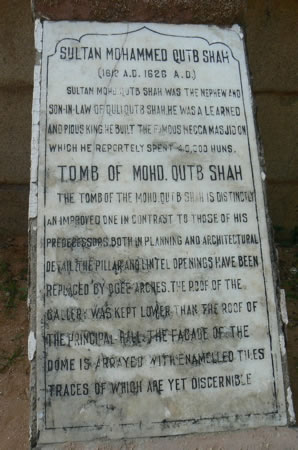 SULTAN MOHAMMED QUTB SHAH
(1612 A.D. 1626 A.D.)
SULTAN MOHD QUTB SHAH WAS THE NEPHEW AND
SON-IN-LAW OF QULI QUTB SHAH. HE WAS A LEARNED
AND PIOUS KING HE BUILT THE FAMOUS MECCA MASJID ON
WHICH HE REPORTELY SPENT 40,000 HUNS.
TOMB OF MOHD. QUTB SHAH
THE TOMB OF THE MOHD. QUTB SHAH IS DISTINCTLY
AN IMPROVED ONE IN CONTRAST TO THOSE OF HIS
PREDECESSORS, BOTH IN PLANNING AND ARCHITECTURAL
DETAIL. THE PILLAR AND LINTEL OPENINGS HAVE BEEN
REPLACED BY OGEE ARCHES. THE ROOF OF THE
GALLERY WAS KEPT LOWER THAN THE ROOF OF
THE PRINCIPAL HALL. THE FACADE OF THE
DOME IS ARRAYED WITH ENAMELLED TILES
TRACES OF WHICH ARE YET DISCERNIBLE